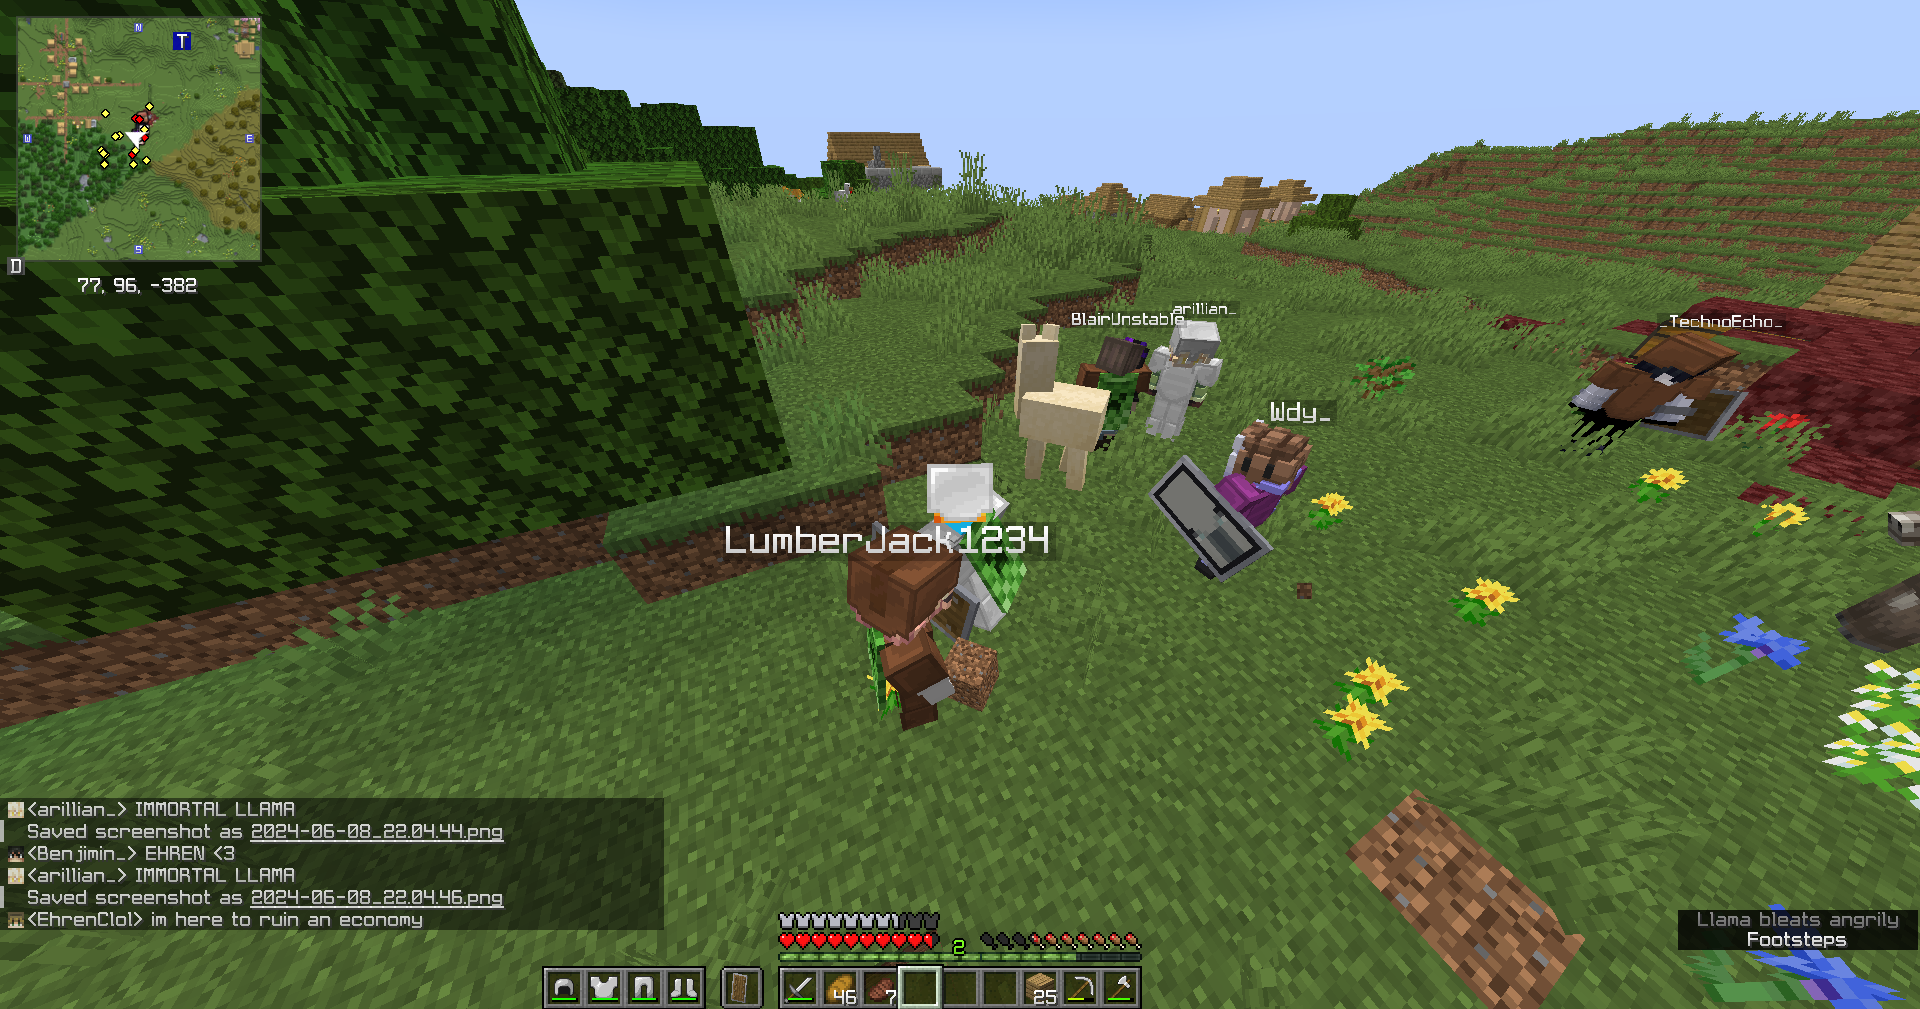 N
T
W
E
S
D
77, 96, -382
arillian_
BlairUnstable
_TechnoEcho_
_Wdy_
LumberJack1234
<arillian_> IMMORTAL LLAMA
Saved screenshot as 2024-06-08_22.04.44.png
<Benjimin_> EHREN <3
<arillian_> IMMORTAL LLAMA
Saved screenshot as 2024-06-08_22.04.46.png
<EhrenClol> im here to ruin an economy
Llama bleats angrily
Footsteps
2
46
7
25